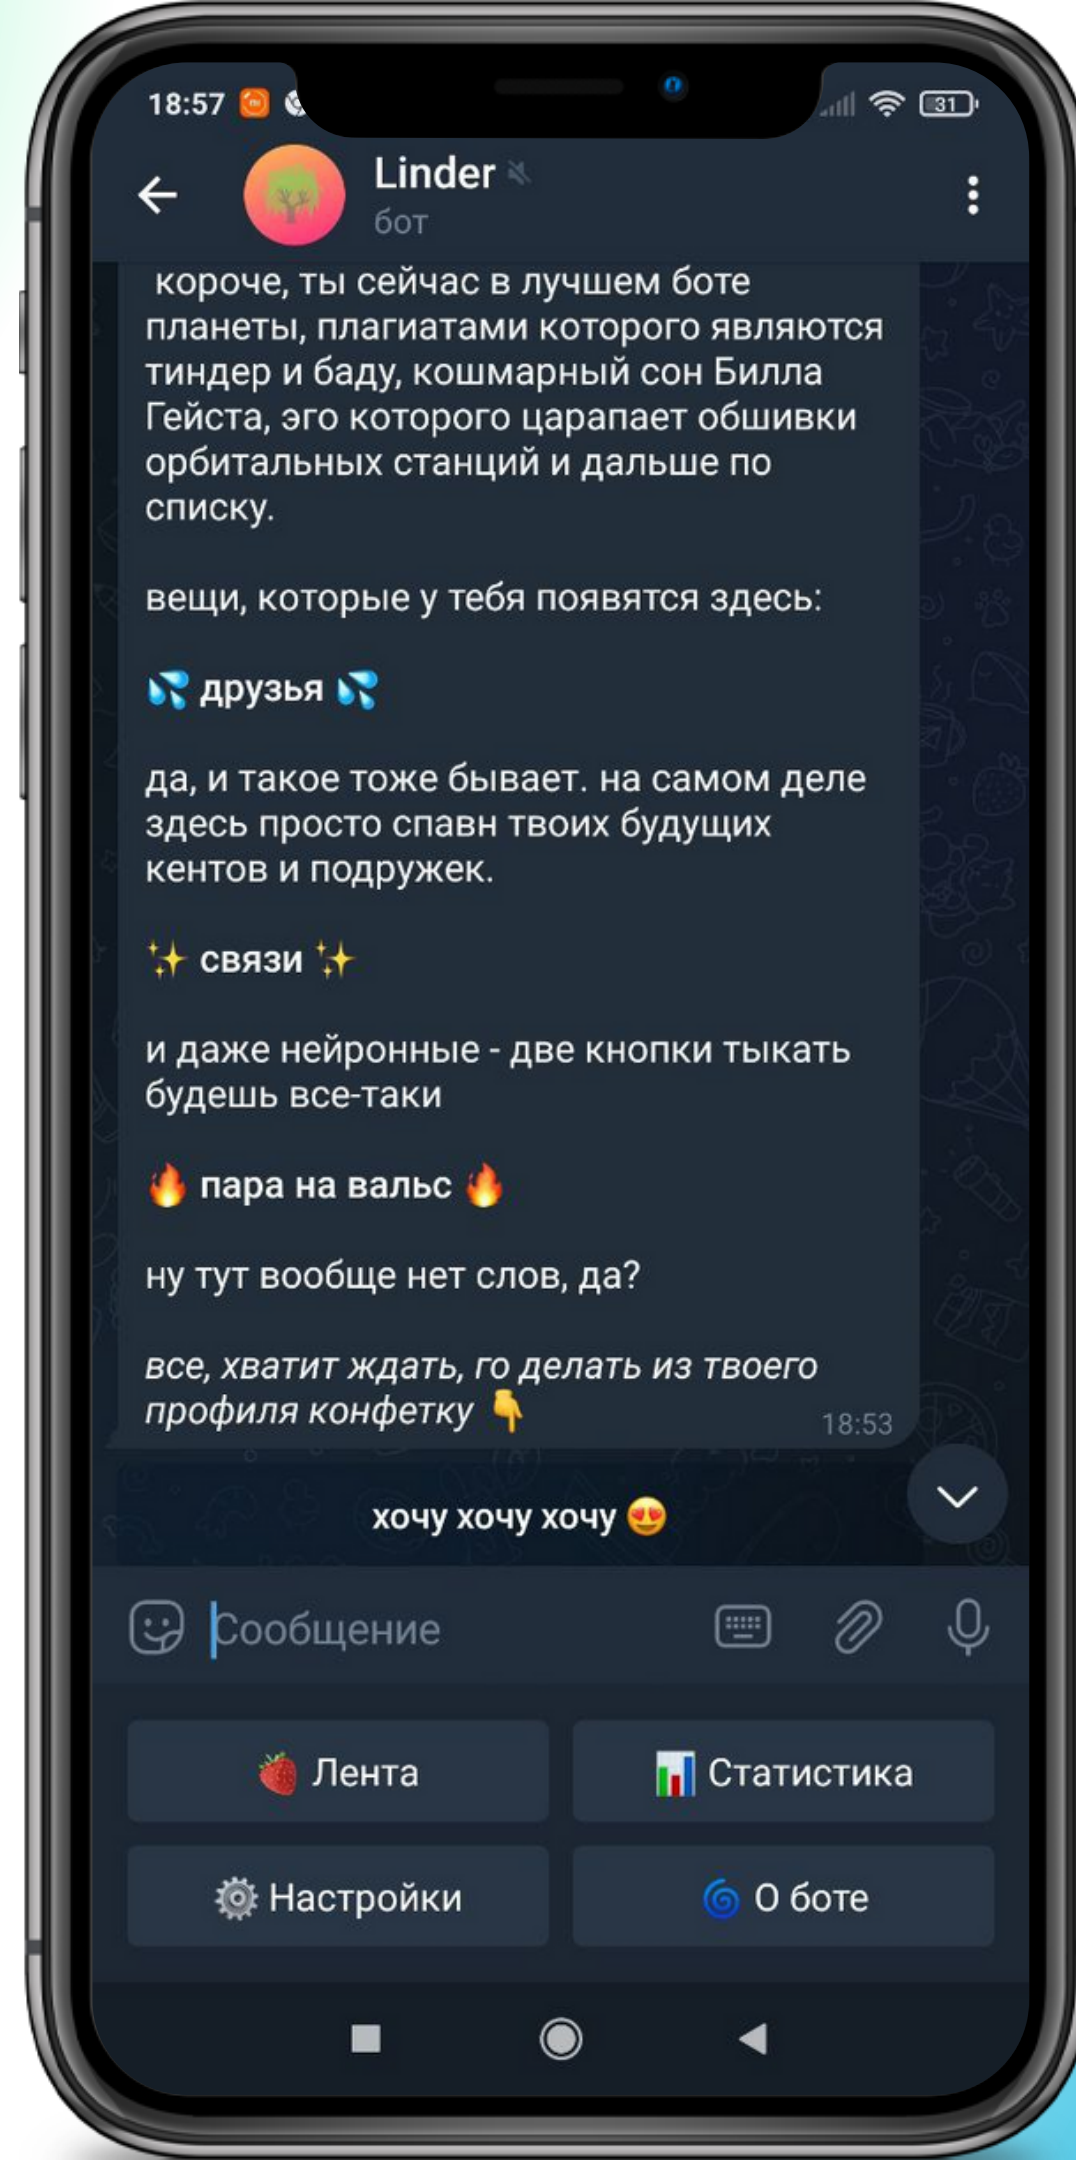 18:57
31
Linder
бот
короче, ты сейчас в лучшем боте
планеты, плагиатами которого являются
тиндер и баду, кошмарный сон Билла
Гейста, эго которого царапает обшивки
орбитальных станций и дальше по
списку.
вещи, которые у тебя появятся здесь:
💦 друзья 💦
да, и такое тоже бывает. на самом деле
здесь просто спавн твоих будущих
кентов и подружек.
✨ связи ✨
и даже нейронные - две кнопки тыкать
будешь все-таки
🔥 пара на вальс 🔥
ну тут вообще нет слов, да?
все, хватит ждать, го делать из твоего
профиля конфетку 👇
18:53
хочу хочу хочу 😍
Сообщение
🍓 Лента
📊 Статистика
⚙️ Настройки
🌀 О боте